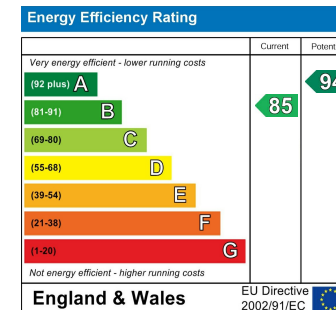 Energy Efficiency Rating
Current Potent
Very energy efficient - lower running costs
(92 plus) A
94
(81-91) B
85
(69-80) C
(55-68) D
(39-54) E
(21-38) F
(1-20) G
Not energy efficient - higher running costs
England & Wales
EU Directive
2002/91/EC